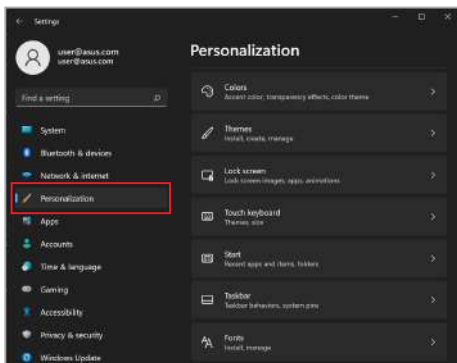 Settings
user@asus.com
user@asus.com
Find a setting
System
Bluetooth & devices
Network & internet
Personalization
Apps
Accounts
Time & language
Gaming
Accessibility
Privacy & security
Windows Update
Personalization
Colors
Accent color, transparency effects, color theme
Themes
Install, create, manage
Lock screen
Lock screen images, apps, animations
Touch keyboard
Themes, size
Start
Recent apps and items, folders
Taskbar
Taskbar behaviors, system pins
Fonts
Install, manage